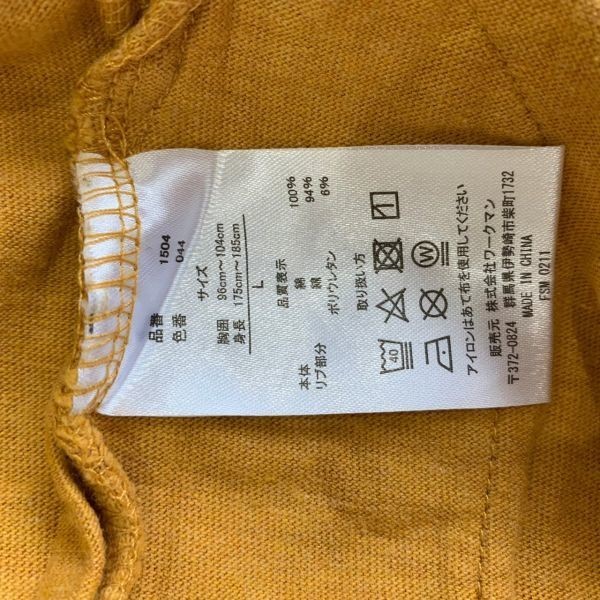 品番 1504
色番 044
サイズ
胸囲 96cm～104cm
身長 175cm～185cm
L
品質表示
本体 綿 100%
リブ部分 綿 94%
ポリウレタン 6%
取り扱い方
40
アイロンはあて布を使用してください
販売元 株式会社ワークマン
〒372-0824 群馬県伊勢崎市柴町1732
MADE IN CHINA
FSM 0211